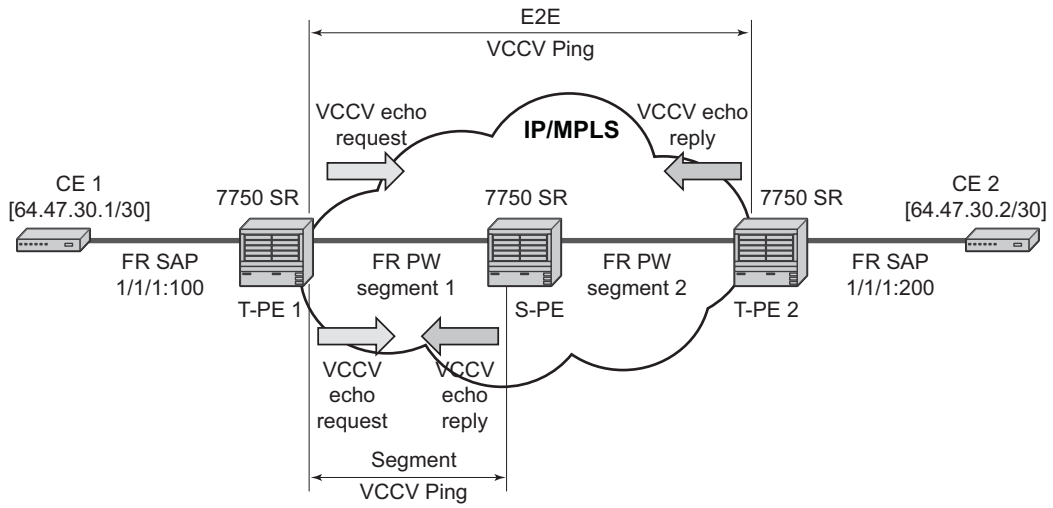 E2E
VCCV Ping
VCCV echo
request
IP/MPLS
VCCV echo
reply
CE 1
[64.47.30.1/30]
7750 SR
7750 SR
7750 SR
CE 2
[64.47.30.2/30]
FR SAP
1/1/1:100
T-PE 1
FR PW
segment 1
S-PE
FR PW
segment 2
T-PE 2
FR SAP
1/1/1:200
VCCV
echo
request
VCCV
echo
reply
Segment
VCCV Ping